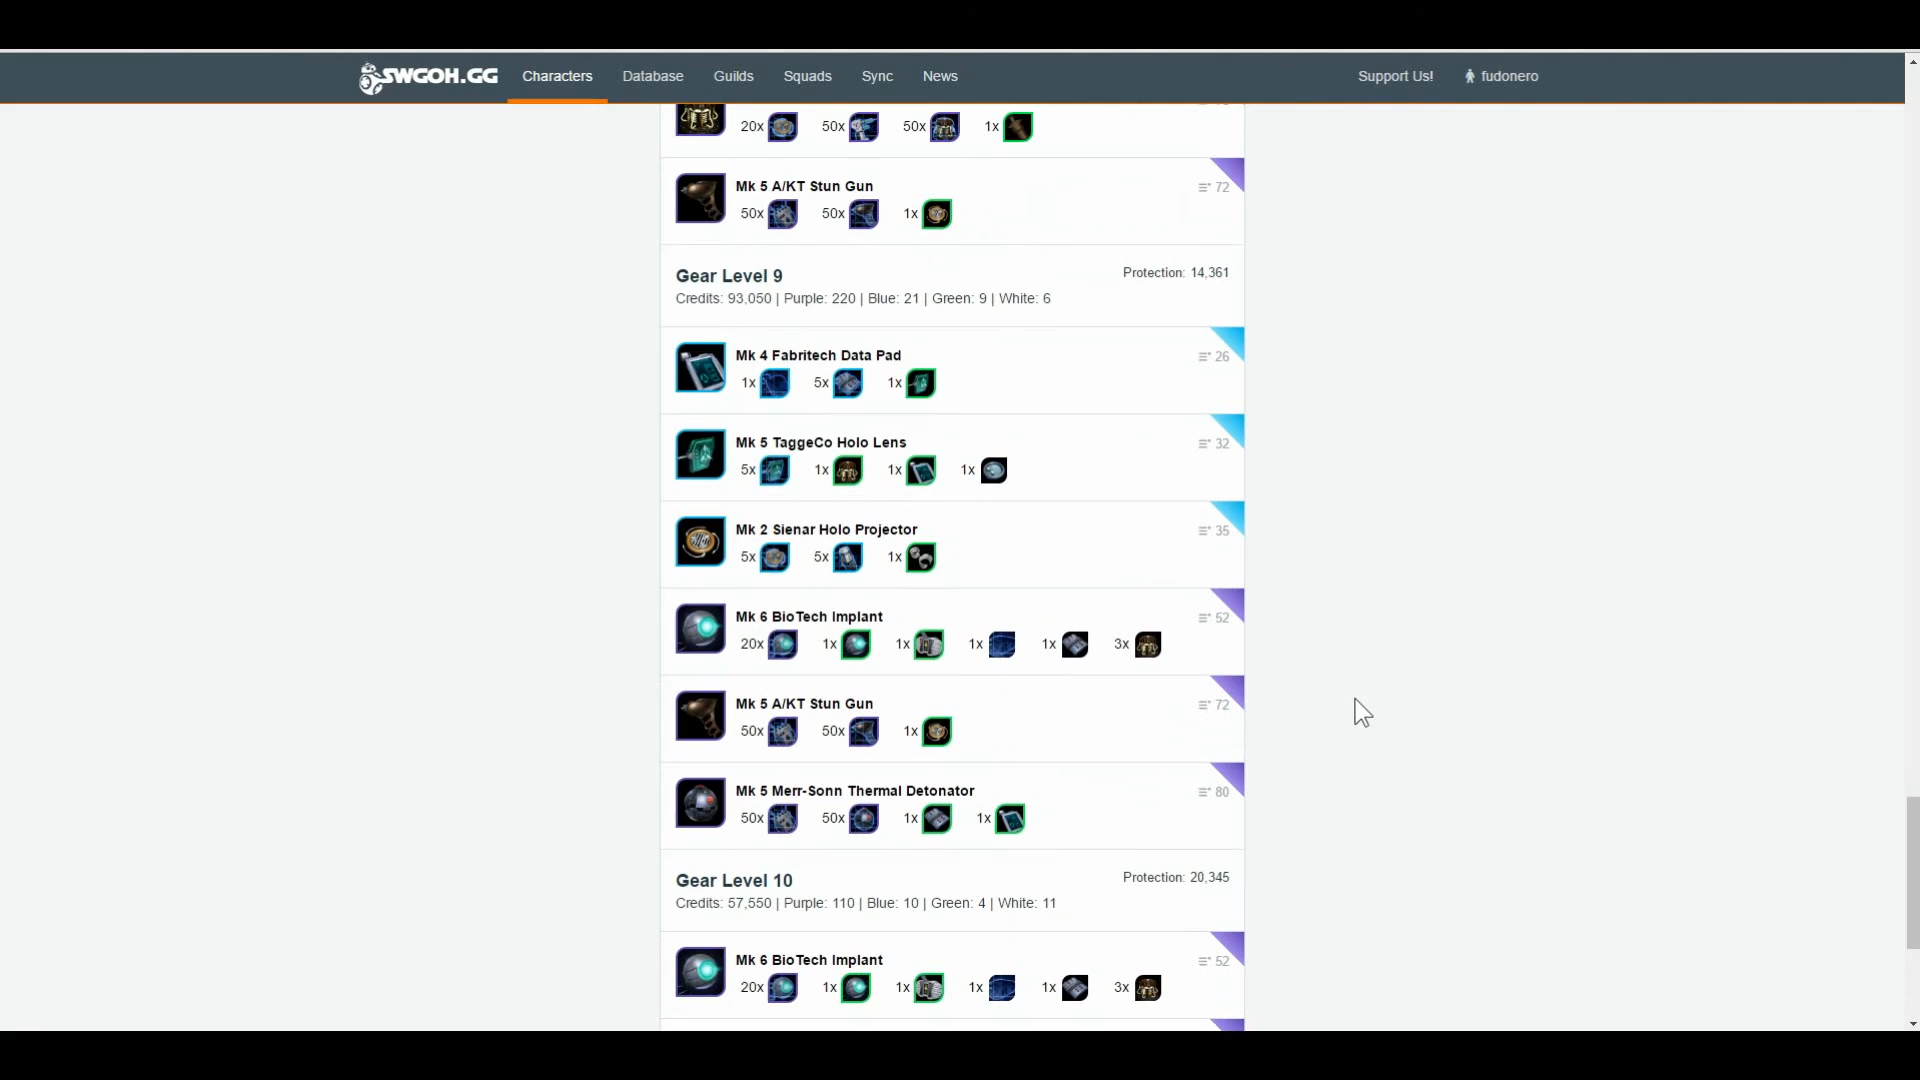 SWGOH.GG Characters Database Guilds Squads Sync News Support Us! fudonero
20x 50x 50x 1x
Mk 5 A/KT Stun Gun 72
50x 50x 1x
Gear Level 9 Protection: 14,361
Credits: 93,050 | Purple: 220 | Blue: 21 | Green: 9 | White: 6
Mk 4 Fabritech Data Pad 26
1x 5x 1x
Mk 5 TaggeCo Holo Lens 32
5x 1x 1x 1x
Mk 2 Sienar Holo Projector 35
5x 5x 1x
Mk 6 BioTech Implant 52
20x 1x 1x 1x 1x 3x
Mk 5 A/KT Stun Gun 72
50x 50x 1x
Mk 5 Merr-Sonn Thermal Detonator 80
50x 50x 1x 1x
Gear Level 10 Protection: 20,345
Credits: 57,550 | Purple: 110 | Blue: 10 | Green: 4 | White: 11
Mk 6 BioTech Implant 52
20x 1x 1x 1x 1x 3x